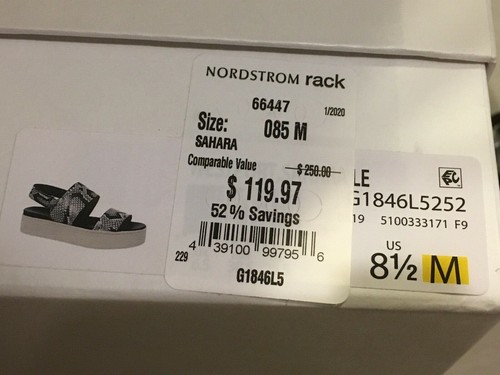 NORDSTROM rack
66447 1/2020
Size: 085 M
SAHARA
Comparable Value $ 250.00
$ 119.97
52 % Savings
4 39100 99795 6
229
G1846L5
LE
G1846L5252
19 5100333171 F9
US
8½ M